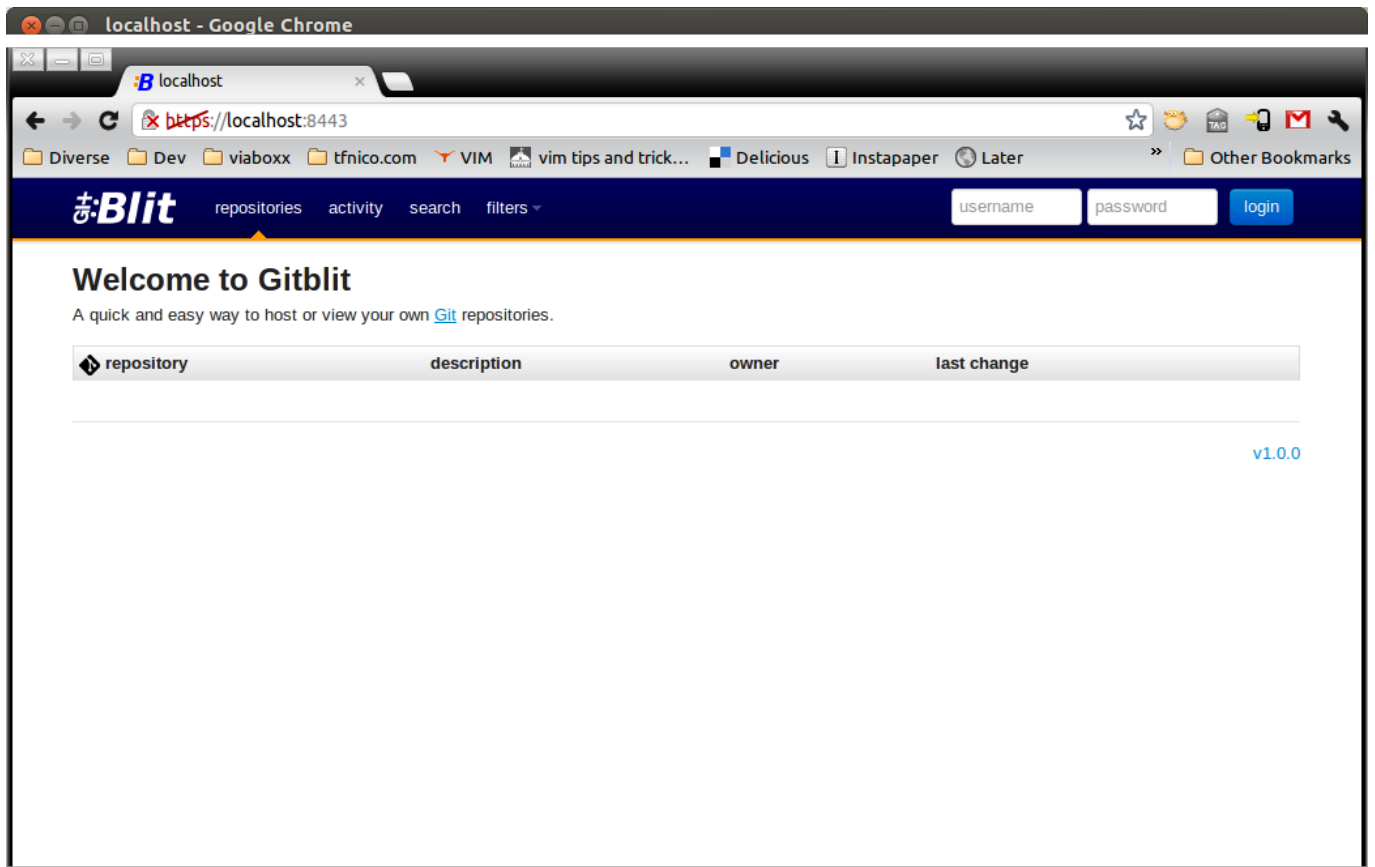 localhost - Google Chrome
localhost
https://localhost:8443
TAG
Diverse Dev viaboxx tfnico.com VIM vim tips and trick... Delicious I Instapaper Later » Other Bookmarks
:Blit repositories activity search filters username password login
Welcome to Gitblit
A quick and easy way to host or view your own Git repositories.
repository description owner last change
v1.0.0